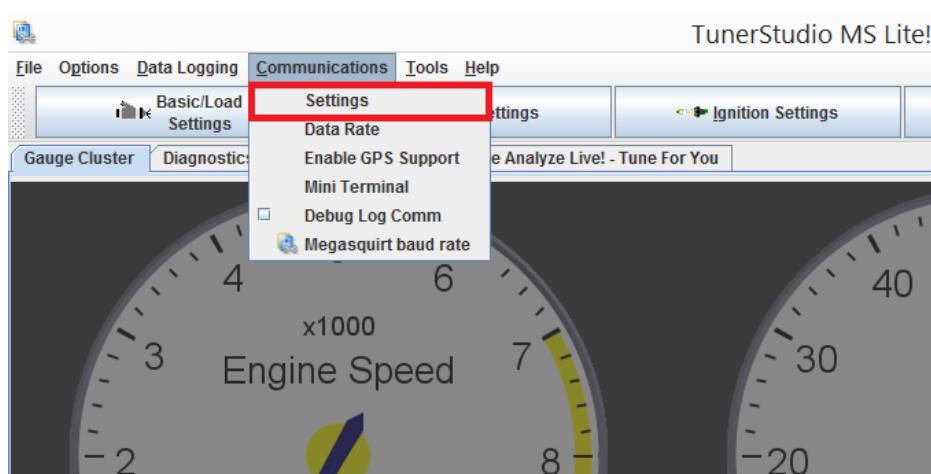 TunerStudio MS Lite!
File Options Data Logging Communications Tools Help
Basic/Load
Settings
ettings
Ignition Settings
Settings
Data Rate
Enable GPS Support
Mini Terminal
Debug Log Comm
Megasquirt baud rate
Gauge Cluster Diagnostic e Analyze Live! - Tune For You
4 6
x1000
3 Engine Speed 7
2 8
40
30
20